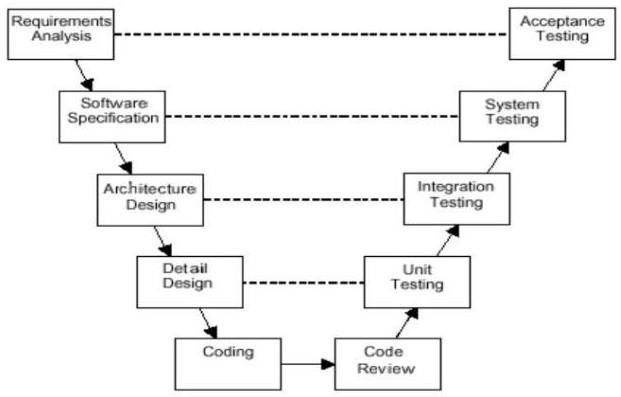 Requirements
Analysis
Acceptance
Testing
Software
Specification
System
Testing
Architecture
Design
Integration
Testing
Detail
Design
Unit
Testing
Coding
Code
Review